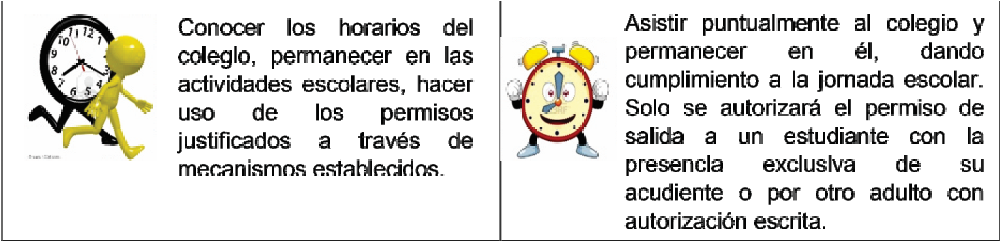 Conocer los horarios del
colegio, permanecer en las
actividades escolares, hacer
uso de los permisos
justificados a través de
mecanismos establecidos.
Asistir puntualmente al colegio y
permanecer en él, dando
cumplimiento a la jornada escolar.
Solo se autorizará el permiso de
salida a un estudiante con la
presencia exclusiva de su
acudiente o por otro adulto con
autorización escrita.